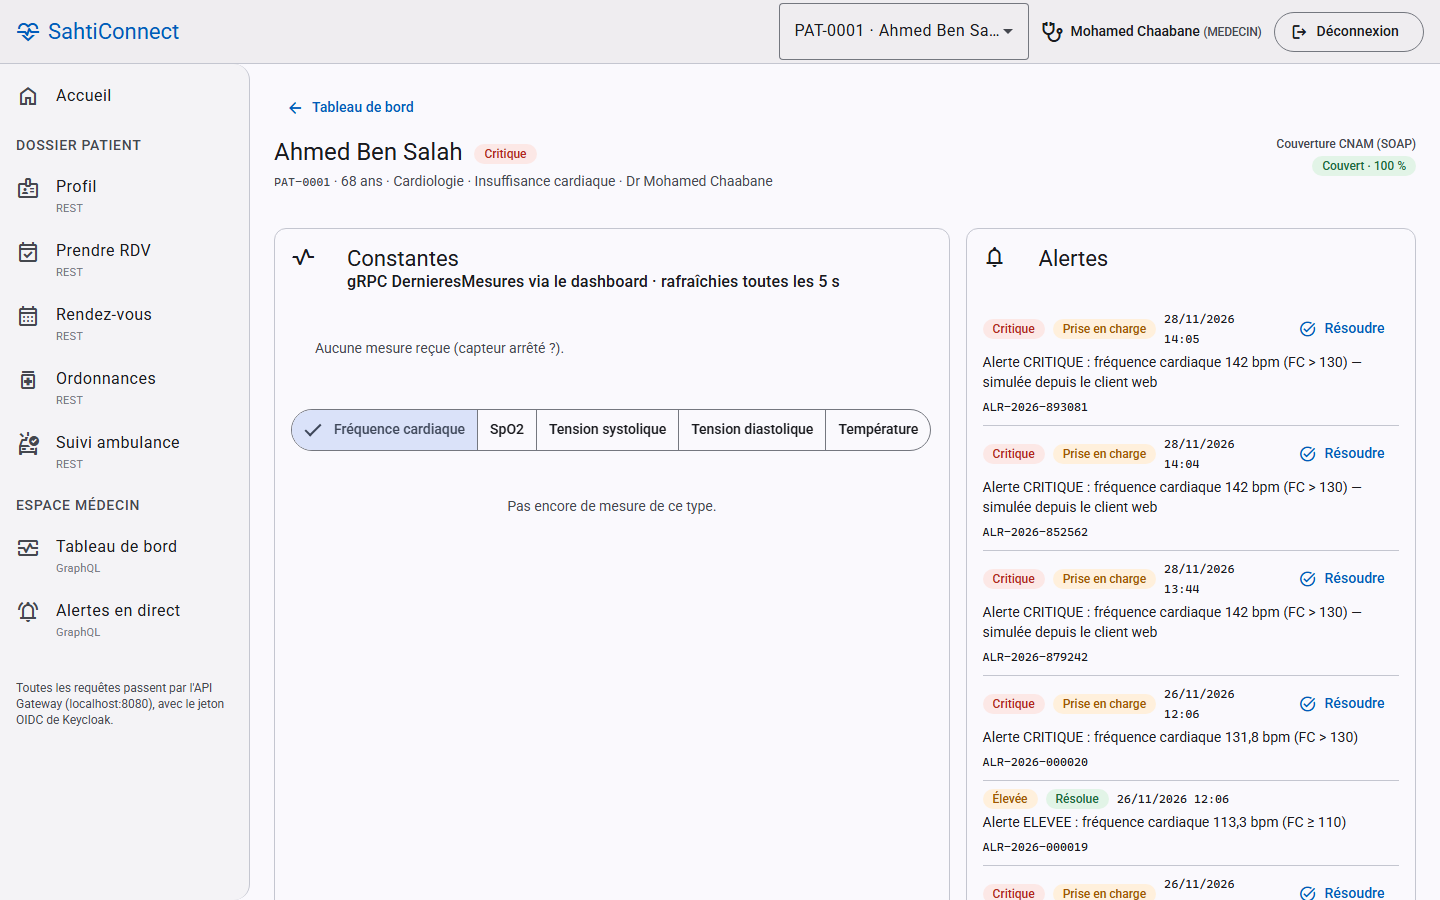 SahtiConnect
PAT-0001 · Ahmed Ben Sa...
Mohamed Chaabane (MEDECIN)
Déconnexion
Accueil
DOSSIER PATIENT
Profil
REST
Prendre RDV
REST
Rendez-vous
REST
Ordonnances
REST
Suivi ambulance
REST
ESPACE MÉDECIN
Tableau de bord
GraphQL
Alertes en direct
GraphQL
Toutes les requêtes passent par l'API
Gateway (localhost:8080), avec le jeton
OIDC de Keycloak.
Tableau de bord
Ahmed Ben Salah Critique
PAT-0001 · 68 ans · Cardiologie · Insuffisance cardiaque · Dr Mohamed Chaabane
Couverture CNAM (SOAP)
Couvert · 100 %
Constantes
gRPC DernieresMesures via le dashboard · rafraîchies toutes les 5 s
Aucune mesure reçue (capteur arrêté ?).
Fréquence cardiaque SpO2 Tension systolique Tension diastolique Température
Pas encore de mesure de ce type.
Alertes
Critique Prise en charge 28/11/2026 14:05 Résoudre
Alerte CRITIQUE : fréquence cardiaque 142 bpm (FC > 130) —
simulée depuis le client web
ALR-2026-893081
Critique Prise en charge 28/11/2026 14:04 Résoudre
Alerte CRITIQUE : fréquence cardiaque 142 bpm (FC > 130) —
simulée depuis le client web
ALR-2026-852562
Critique Prise en charge 28/11/2026 13:44 Résoudre
Alerte CRITIQUE : fréquence cardiaque 142 bpm (FC > 130) —
simulée depuis le client web
ALR-2026-879242
Critique Prise en charge 26/11/2026 12:06 Résoudre
Alerte CRITIQUE : fréquence cardiaque 131,8 bpm (FC > 130)
ALR-2026-000020
Élevée Résolue 26/11/2026 12:06
Alerte ELEVEE : fréquence cardiaque 113,3 bpm (FC ≥ 110)
ALR-2026-000019
Critique Prise en charge 26/11/2026 Résoudre